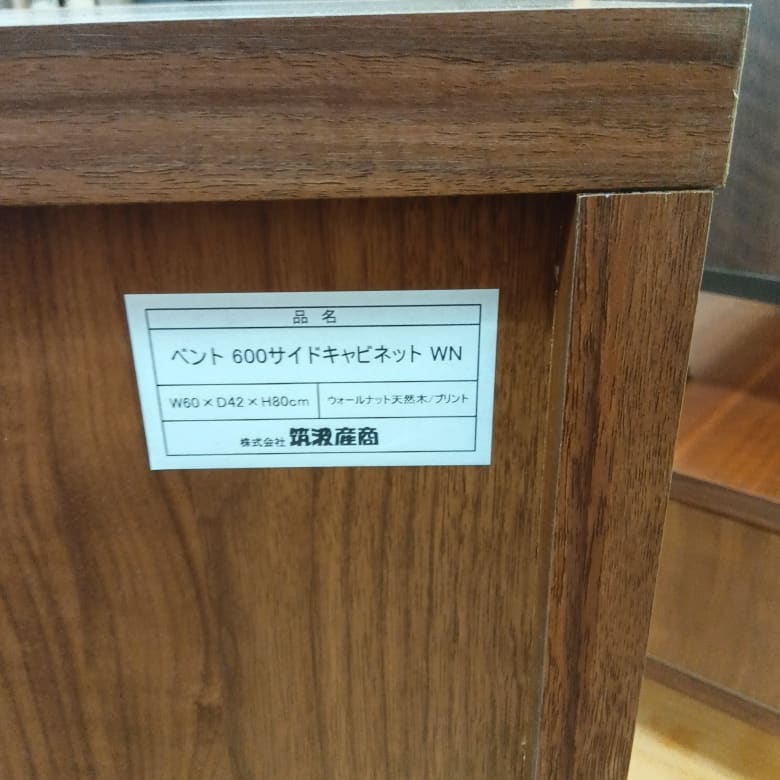 品名
ベント 600サイドキャビネット WN
W60×D42×H80cm
ウォールナット天然木/プリント
株式会社 筑波産商